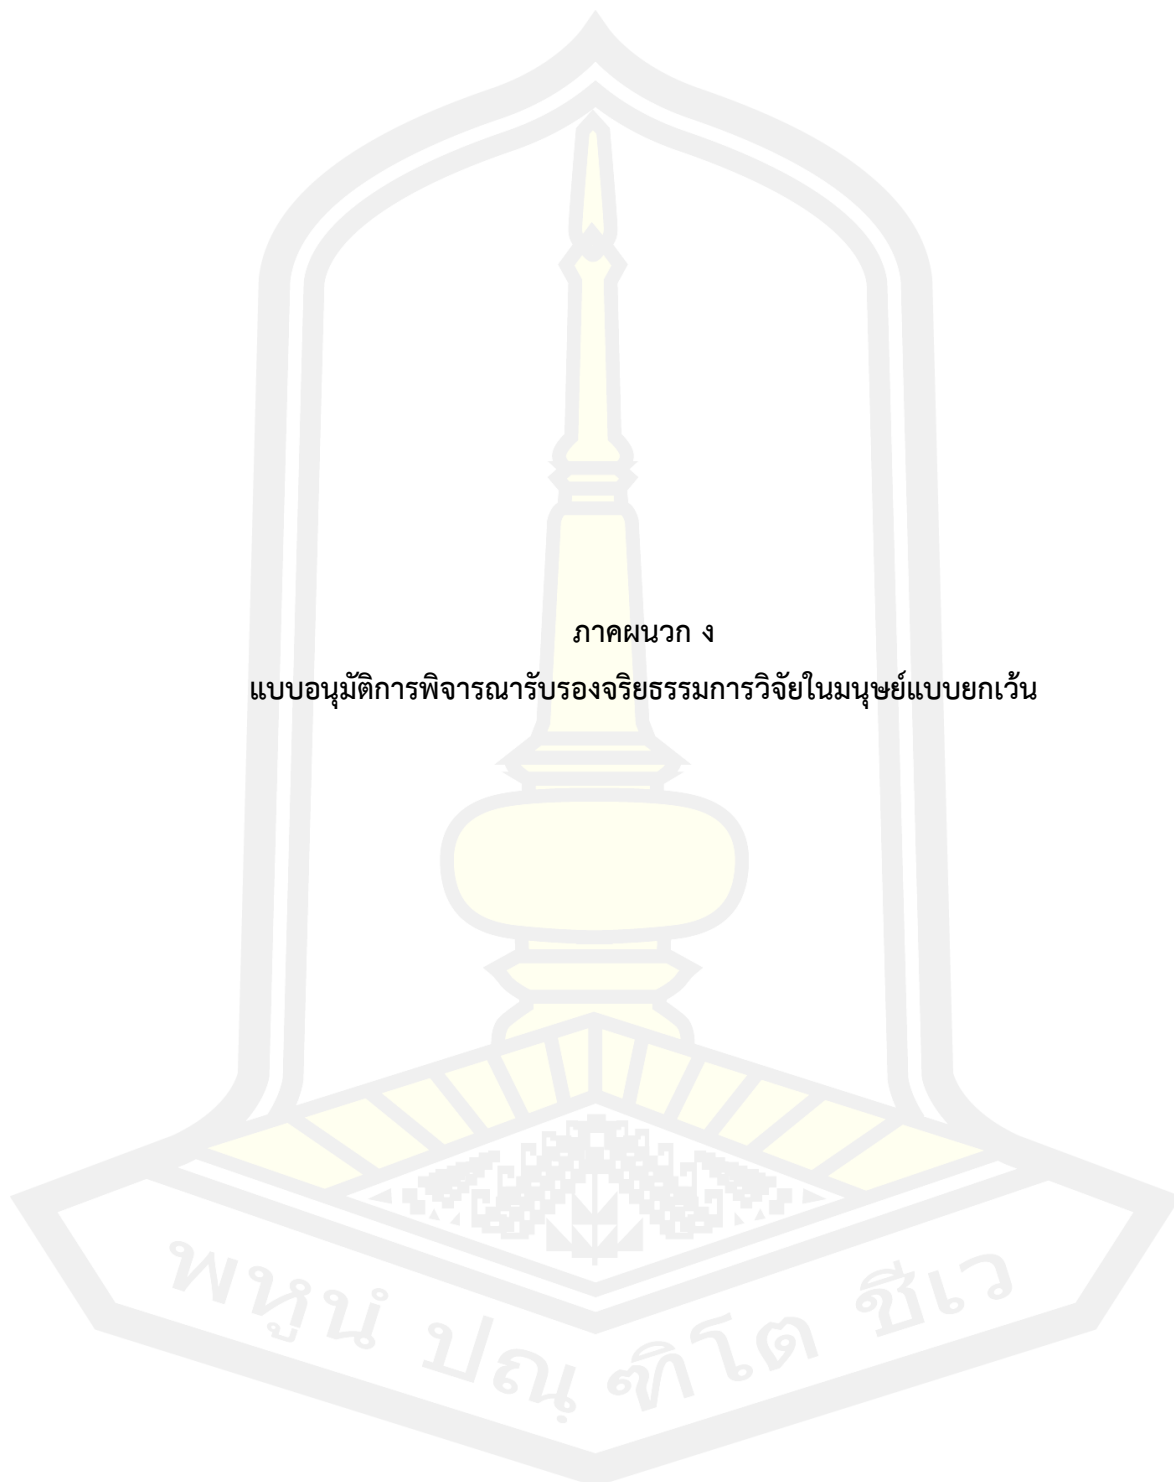 ภาคผนวก ง
แบบอนุมัติการพิจารณารับรองจริยธรรมการวิจัยในมนุษย์แบบยกเว้น
พหูนํ ปณฺฑิโต ชีเว